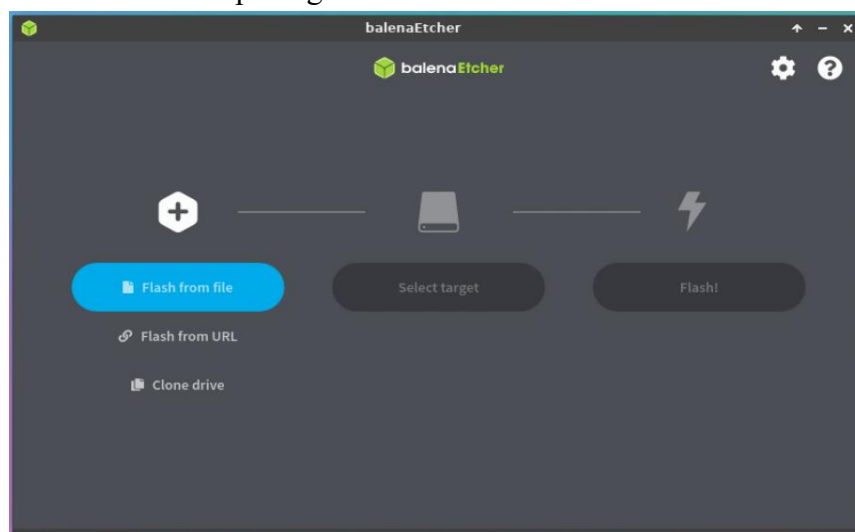 balenaEtcher
balenaEtcher
Flash from file
Select target
Flash!
Flash from URL
Clone drive